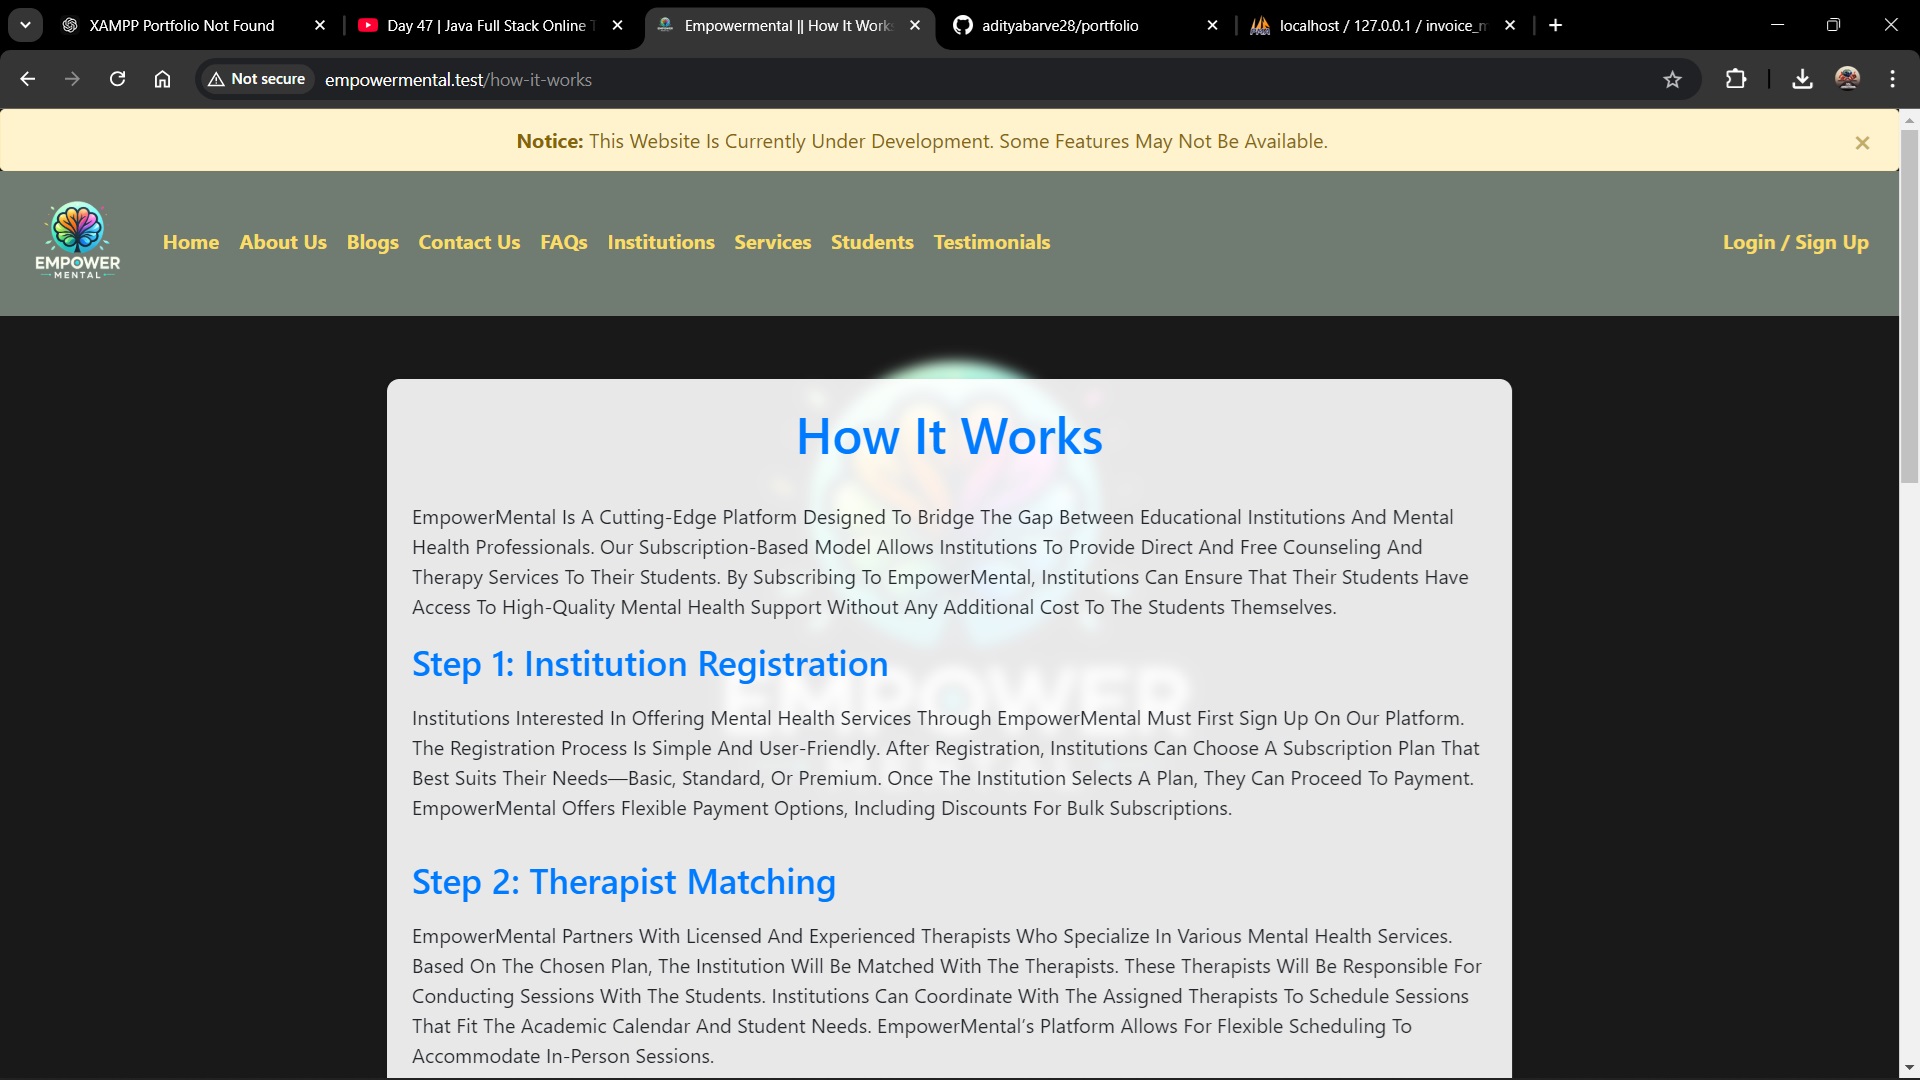 XAMPP Portfolio Not Found
Day 47 | Java Full Stack Online T
Empowermental || How It Works
adityabarve28/portfolio
localhost / 127.0.0.1 / invoice_m
Not secure
empowermental.test/how-it-works
Notice: This Website Is Currently Under Development. Some Features May Not Be Available.
EMPOWER
MENTAL
Home About Us Blogs Contact Us FAQs Institutions Services Students Testimonials
Login / Sign Up
How It Works
EmpowerMental Is A Cutting-Edge Platform Designed To Bridge The Gap Between Educational Institutions And Mental
Health Professionals. Our Subscription-Based Model Allows Institutions To Provide Direct And Free Counseling And
Therapy Services To Their Students. By Subscribing To EmpowerMental, Institutions Can Ensure That Their Students Have
Access To High-Quality Mental Health Support Without Any Additional Cost To The Students Themselves.
Step 1: Institution Registration
EMPOWER
Institutions Interested In Offering Mental Health Services Through EmpowerMental Must First Sign Up On Our Platform.
The Registration Process Is Simple And User-Friendly. After Registration, Institutions Can Choose A Subscription Plan That
Best Suits Their Needs—Basic, Standard, Or Premium. Once The Institution Selects A Plan, They Can Proceed To Payment.
EmpowerMental Offers Flexible Payment Options, Including Discounts For Bulk Subscriptions.
Step 2: Therapist Matching
EmpowerMental Partners With Licensed And Experienced Therapists Who Specialize In Various Mental Health Services.
Based On The Chosen Plan, The Institution Will Be Matched With The Therapists. These Therapists Will Be Responsible For
Conducting Sessions With The Students. Institutions Can Coordinate With The Assigned Therapists To Schedule Sessions
That Fit The Academic Calendar And Student Needs. EmpowerMental’s Platform Allows For Flexible Scheduling To
Accommodate In-Person Sessions.